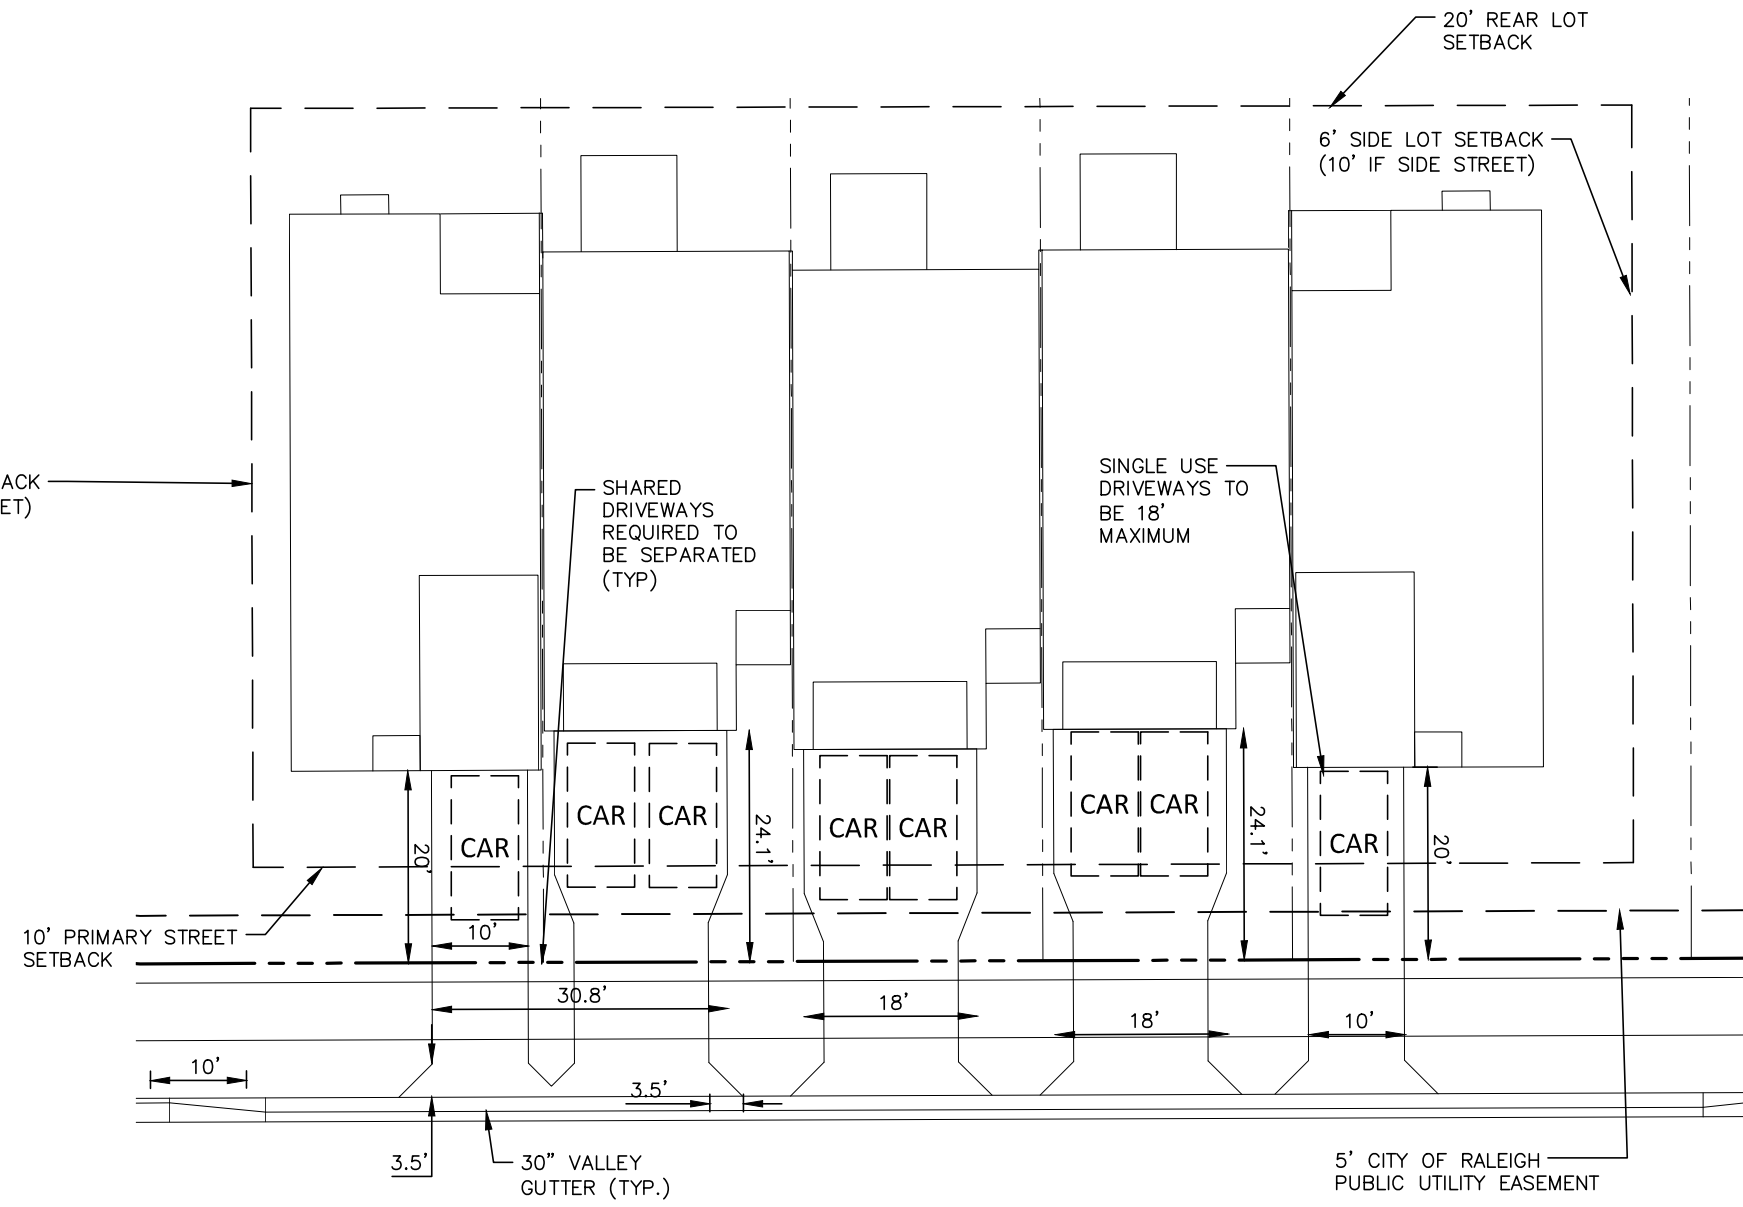 20' REAR LOT
SETBACK
6' SIDE LOT SETBACK
(10' IF SIDE STREET)
ACK
ET)
SHARED
DRIVEWAYS
REQUIRED TO
BE SEPARATED
(TYP)
SINGLE USE
DRIVEWAYS TO
BE 18'
MAXIMUM
CAR
CAR
CAR
CAR
CAR
CAR
CAR
CAR
20'
24.1'
24.1'
20'
10' PRIMARY STREET
SETBACK
10'
30.8'
18'
18'
10'
10'
3.5'
3.5'
30" VALLEY
GUTTER (TYP.)
5' CITY OF RALEIGH
PUBLIC UTILITY EASEMENT